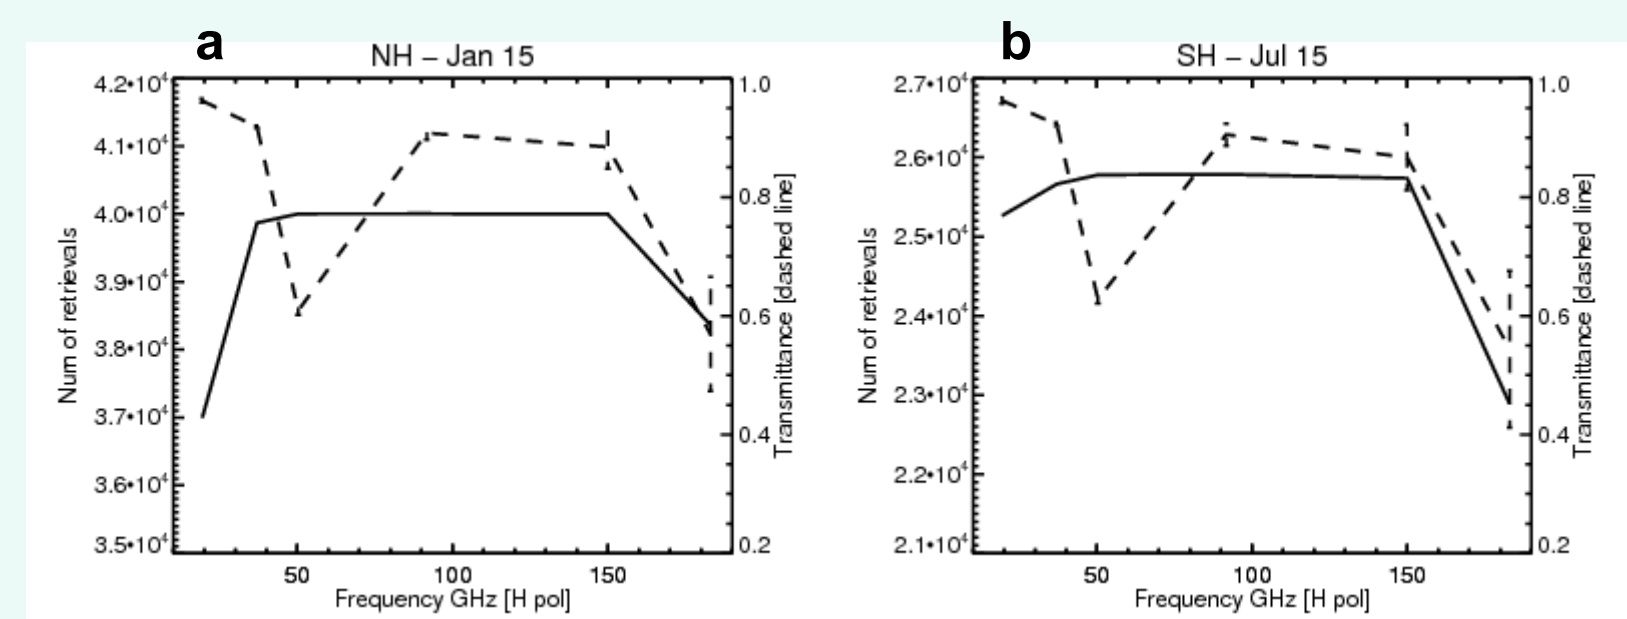 a
NH – Jan 15
4.2•10⁴
4.1•10⁴
4.0•10⁴
3.9•10⁴
3.8•10⁴
3.7•10⁴
3.6•10⁴
3.5•10⁴
Num of retrievals
1.0
0.8
0.6
0.4
0.2
Transmittance [dashed line]
50 100 150
Frequency GHz [H pol]
b
SH – Jul 15
2.7•10⁴
2.6•10⁴
2.5•10⁴
2.4•10⁴
2.3•10⁴
2.2•10⁴
2.1•10⁴
Num of retrievals
1.0
0.8
0.6
0.4
0.2
Transmittance [dashed line]
50 100 150
Frequency GHz [H pol]